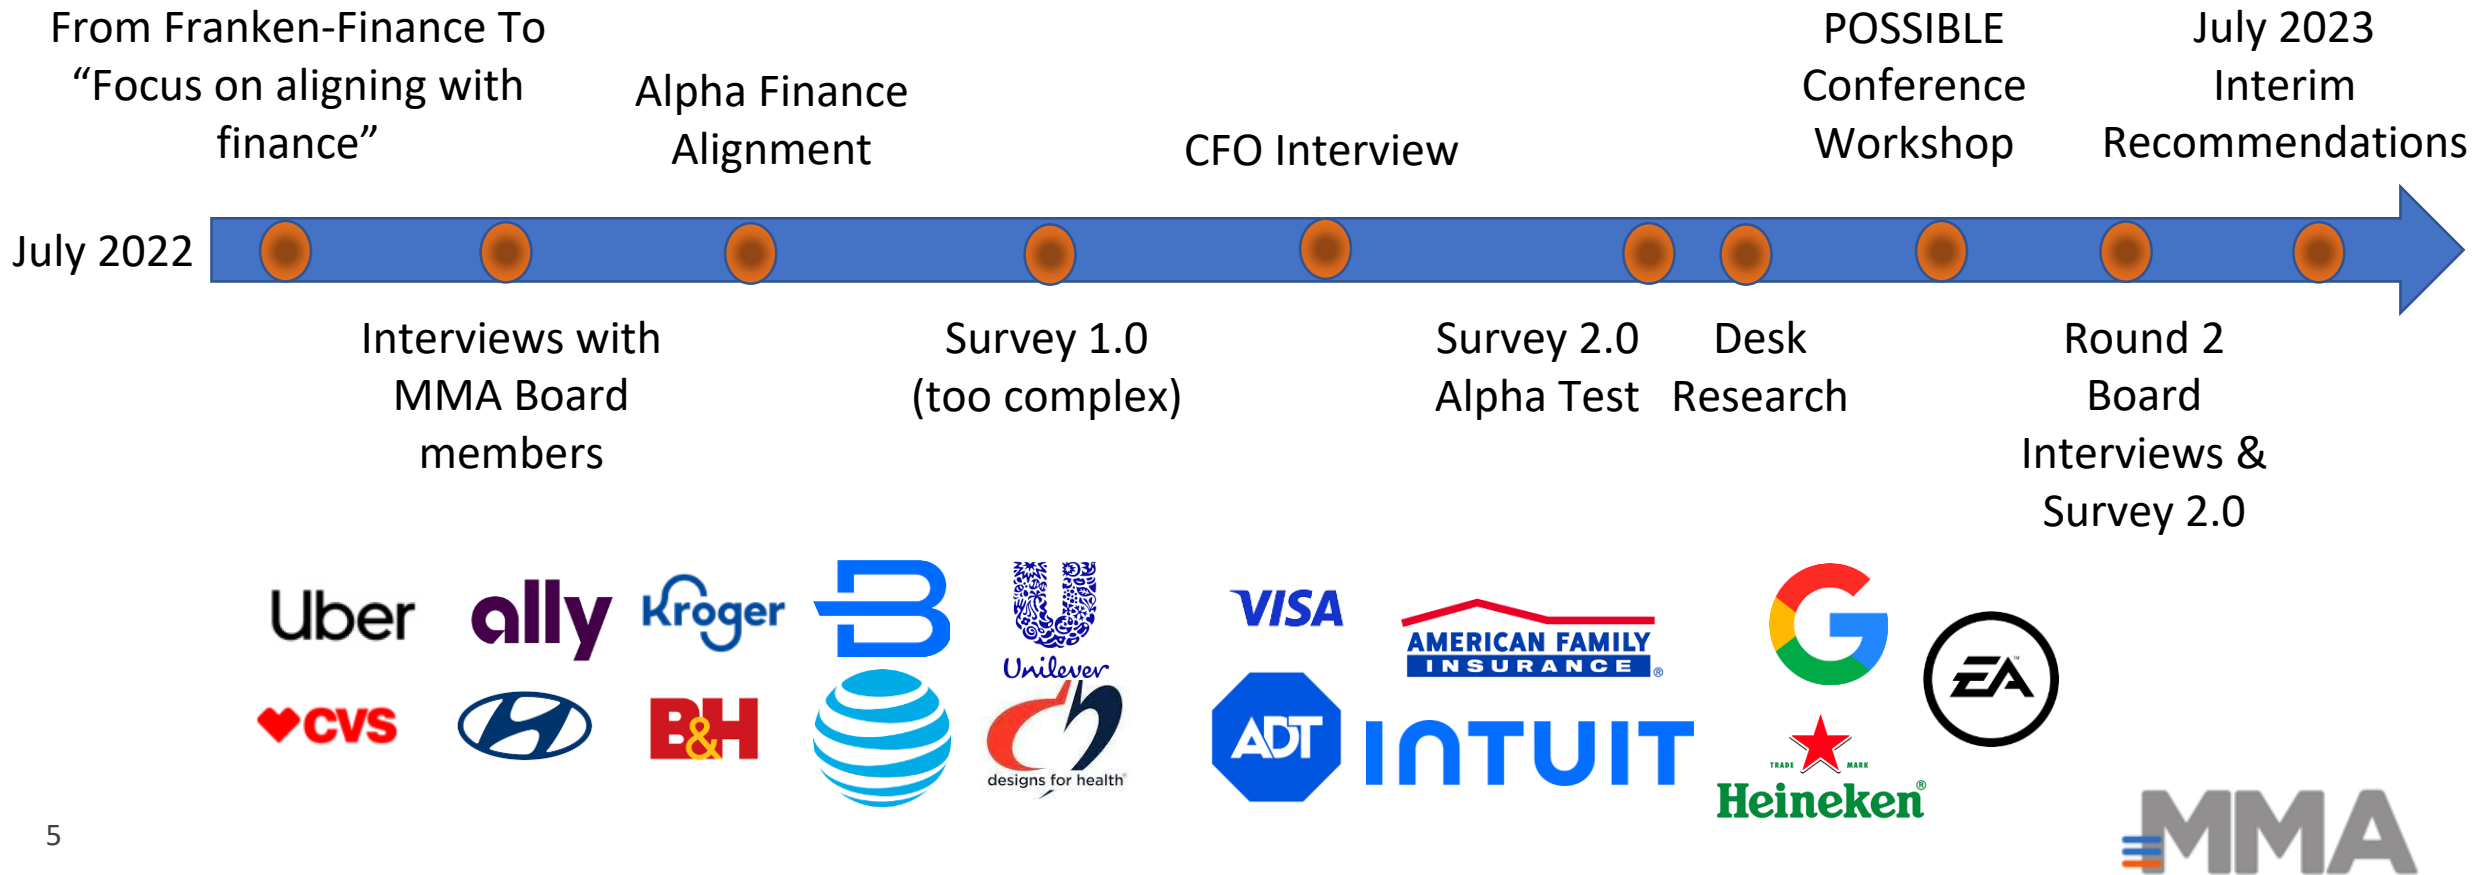 From Franken-Finance To
“Focus on aligning with
finance”
Alpha Finance
Alignment
CFO Interview
POSSIBLE
Conference
Workshop
July 2023
Interim
Recommendations
July 2022
Interviews with
MMA Board
members
Survey 1.0
(too complex)
Survey 2.0
Alpha Test
Desk
Research
Round 2
Board
Interviews &
Survey 2.0
Uber
ally
Kroger
B
Unilever
VISA
AMERICAN FAMILY
INSURANCE®
G
EA™
CVS
B&H
designs for health®
ADT
INTUIT
TRADE MARK
Heineken®
5
MMA